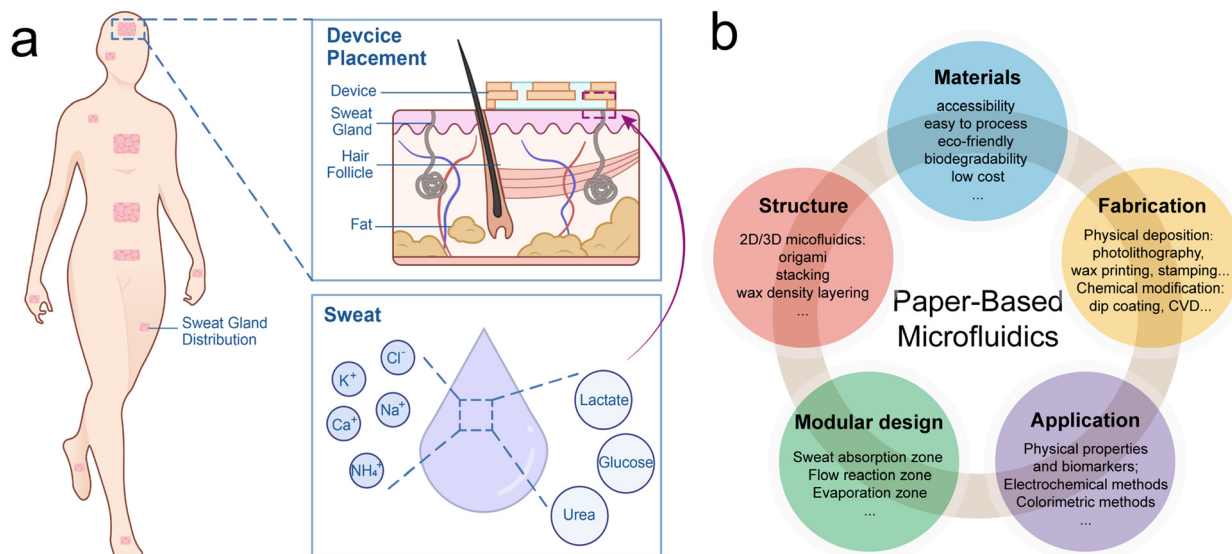 a
Devcice
Placement
Device
Sweat
Gland
Hair
Follicle
Fat
Sweat Gland
Distribution
Sweat
Cl⁻
K⁺
Na⁺
Ca⁺
NH₄⁺
Lactate
Glucose
Urea
b
Materials
accessibility
easy to process
eco-friendly
biodegradability
low cost
...
Structure
2D/3D micofluidics:
origami
stacking
wax density layering
...
Fabrication
Physical deposition:
photolithography,
wax printing, stamping...
Chemical modification:
dip coating, CVD...
Paper-Based
Microfluidics
Modular design
Sweat absorption zone
Flow reaction zone
Evaporation zone
...
Application
Physical properties
and biomarkers;
Electrochemical methods
Colorimetric methods
...